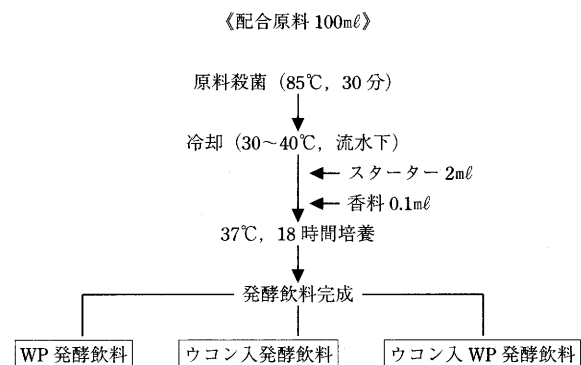 《配合原料 100mℓ》
原料殺菌（85℃，30 分）
冷却（30～40℃，流水下）
スターター 2mℓ
香料 0.1mℓ
37℃，18 時間培養
発酵飲料完成
WP 発酵飲料
ウコン入発酵飲料
ウコン入 WP 発酵飲料